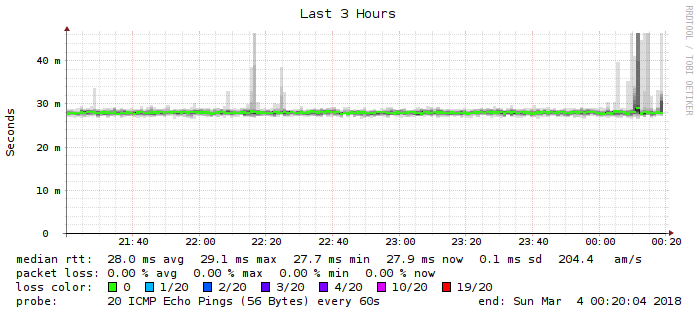 Last 3 Hours
RRDTOOL / TOBI OETIKER
Seconds
40 m
30 m
20 m
10 m
0
21:40 22:00 22:20 22:40 23:00 23:20 23:40 00:00 00:20
median rtt: 28.0 ms avg 29.1 ms max 27.7 ms min 27.9 ms now 0.1 ms sd 204.4 am/s
packet loss: 0.00 % avg 0.00 % max 0.00 % min 0.00 % now
loss color: 0 1/20 2/20 3/20 4/20 10/20 19/20
probe: 20 ICMP Echo Pings (56 Bytes) every 60s end: Sun Mar 4 00:20:04 2018